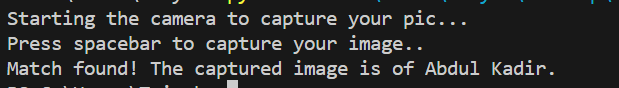 Starting the camera to capture your pic...
Press spacebar to capture your image..
Match found! The captured image is of Abdul Kadir.